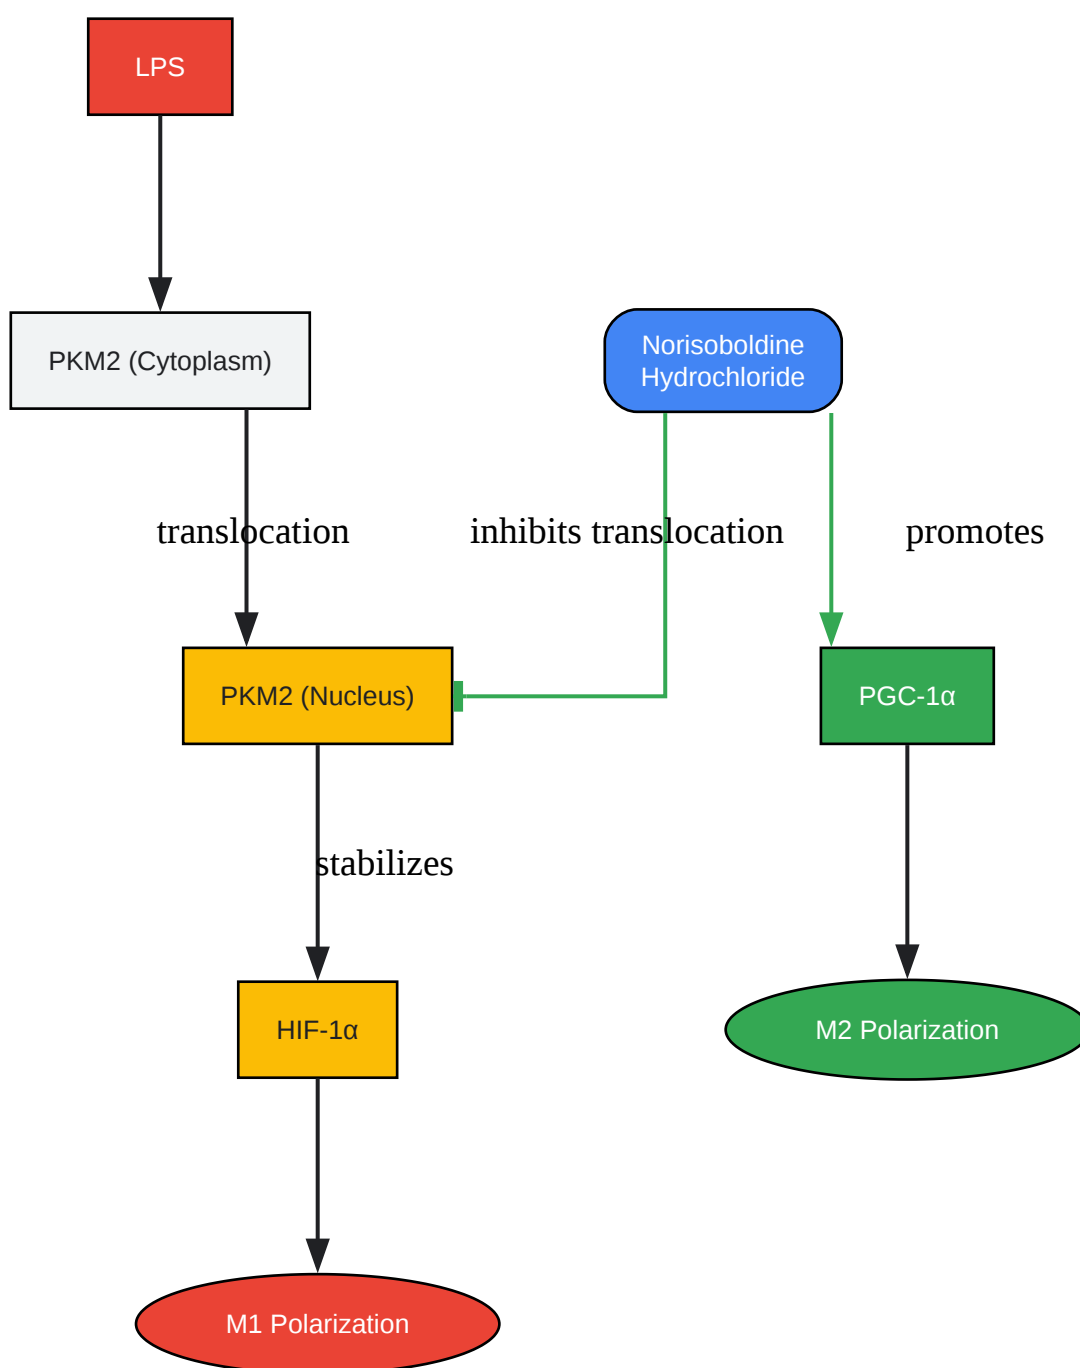 LPS
PKM2 (Cytoplasm)
Norisoboldine
Hydrochloride
translocation
inhibits translocation
promotes
PKM2 (Nucleus)
PGC-1α
stabilizes
HIF-1α
M2 Polarization
M1 Polarization